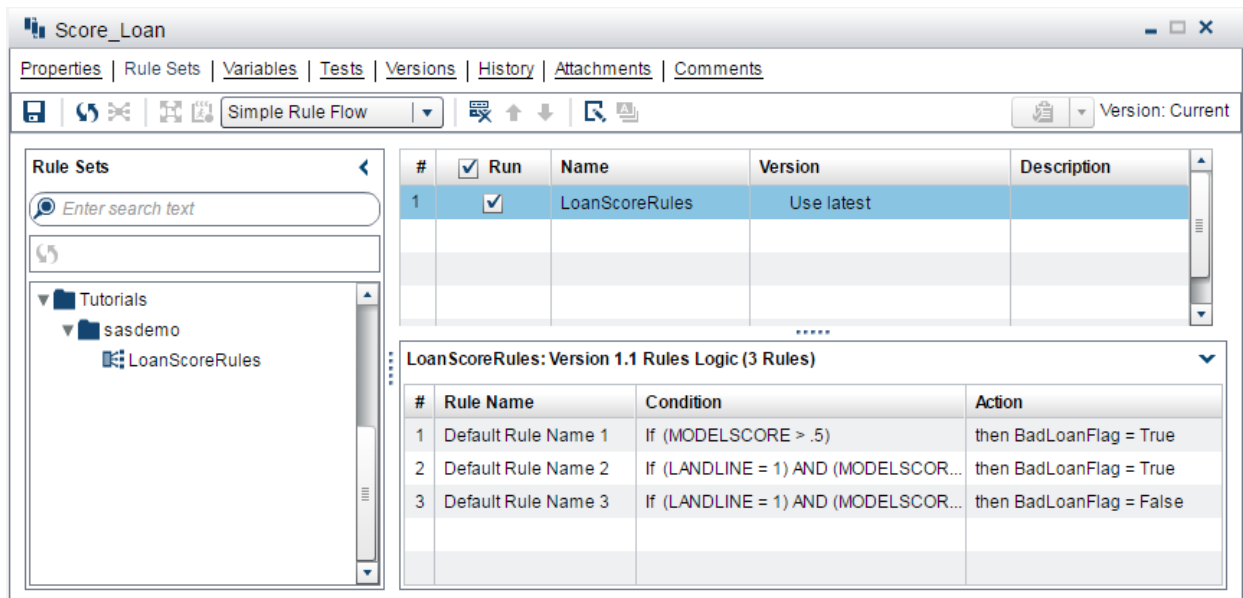 Score_Loan
Properties | Rule Sets | Variables | Tests | Versions | History | Attachments | Comments
Simple Rule Flow
Version: Current
Rule Sets
Enter search text
Tutorials
sasdemo
LoanScoreRules
# Run Name Version Description
1 LoanScoreRules Use latest
LoanScoreRules: Version 1.1 Rules Logic (3 Rules)
# Rule Name Condition Action
1 Default Rule Name 1 If (MODELSCORE > .5) then BadLoanFlag = True
2 Default Rule Name 2 If (LANDLINE = 1) AND (MODELSCOR... then BadLoanFlag = True
3 Default Rule Name 3 If (LANDLINE = 1) AND (MODELSCOR... then BadLoanFlag = False